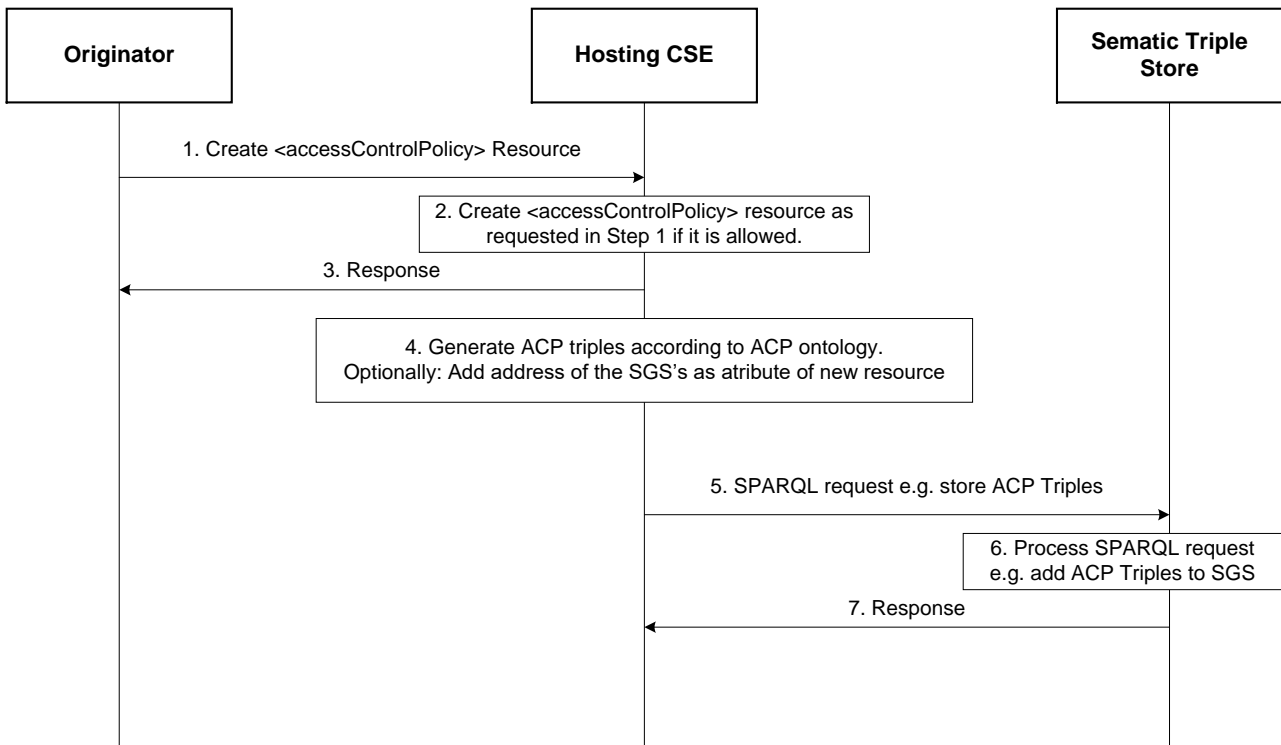 Originator
Hosting CSE
Sematic Triple
Store
1. Create <accessControlPolicy> Resource
2. Create <accessControlPolicy> resource as
requested in Step 1 if it is allowed.
3. Response
4. Generate ACP triples according to ACP ontology.
Optionally: Add address of the SGS’s as atribute of new resource
5. SPARQL request e.g. store ACP Triples
6. Process SPARQL request
e.g. add ACP Triples to SGS
7. Response